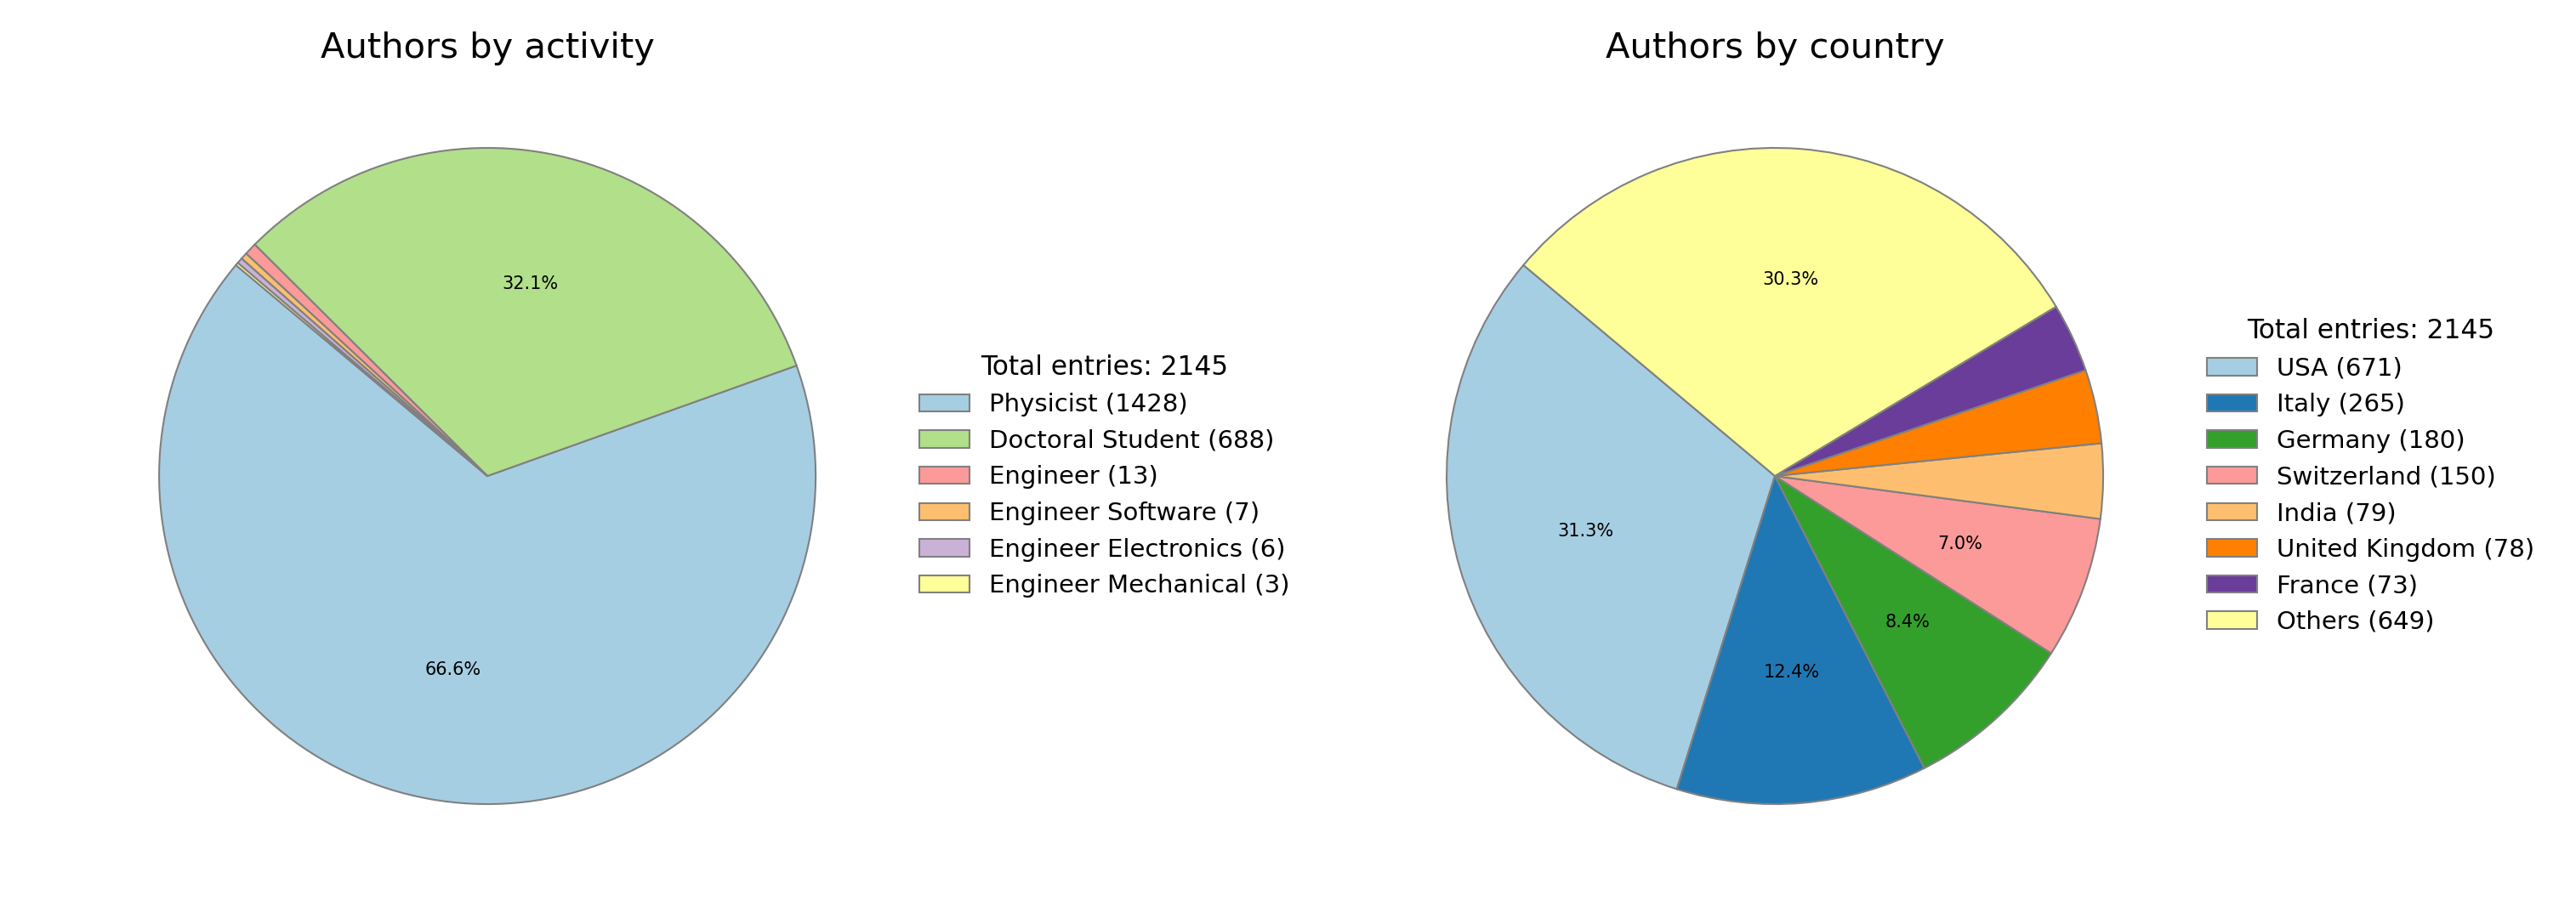 Authors by activity
32.1%
66.6%
Total entries: 2145
Physicist (1428)
Doctoral Student (688)
Engineer (13)
Engineer Software (7)
Engineer Electronics (6)
Engineer Mechanical (3)
Authors by country
30.3%
31.3%
7.0%
8.4%
12.4%
Total entries: 2145
USA (671)
Italy (265)
Germany (180)
Switzerland (150)
India (79)
United Kingdom (78)
France (73)
Others (649)